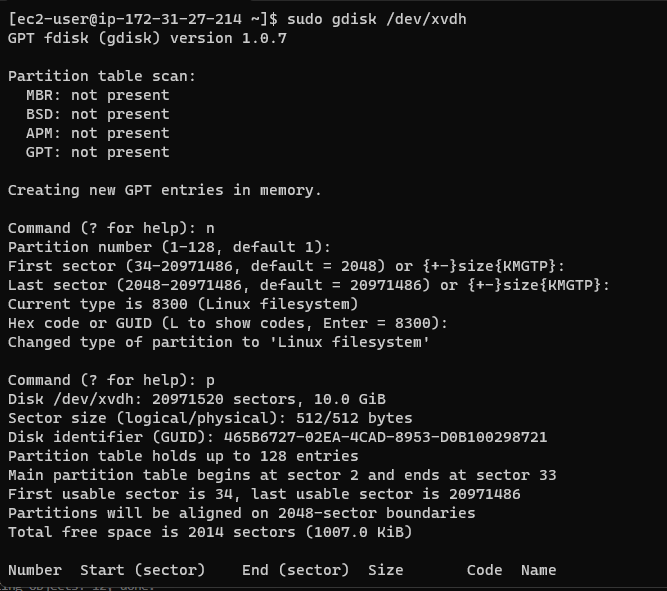 [ec2-user@ip-172-31-27-214 ~]$ sudo gdisk /dev/xvdh
GPT fdisk (gdisk) version 1.0.7
Partition table scan:
  MBR: not present
  BSD: not present
  APM: not present
  GPT: not present
Creating new GPT entries in memory.
Command (? for help): n
Partition number (1-128, default 1):
First sector (34-20971486, default = 2048) or {+-}size{KMGTP}:
Last sector (2048-20971486, default = 20971486) or {+-}size{KMGTP}:
Current type is 8300 (Linux filesystem)
Hex code or GUID (L to show codes, Enter = 8300):
Changed type of partition to 'Linux filesystem'
Command (? for help): p
Disk /dev/xvdh: 20971520 sectors, 10.0 GiB
Sector size (logical/physical): 512/512 bytes
Disk identifier (GUID): 465B6727-02EA-4CAD-8953-D0B100298721
Partition table holds up to 128 entries
Main partition table begins at sector 2 and ends at sector 33
First usable sector is 34, last usable sector is 20971486
Partitions will be aligned on 2048-sector boundaries
Total free space is 2014 sectors (1007.0 KiB)
Number  Start (sector)    End (sector)  Size       Code  Name